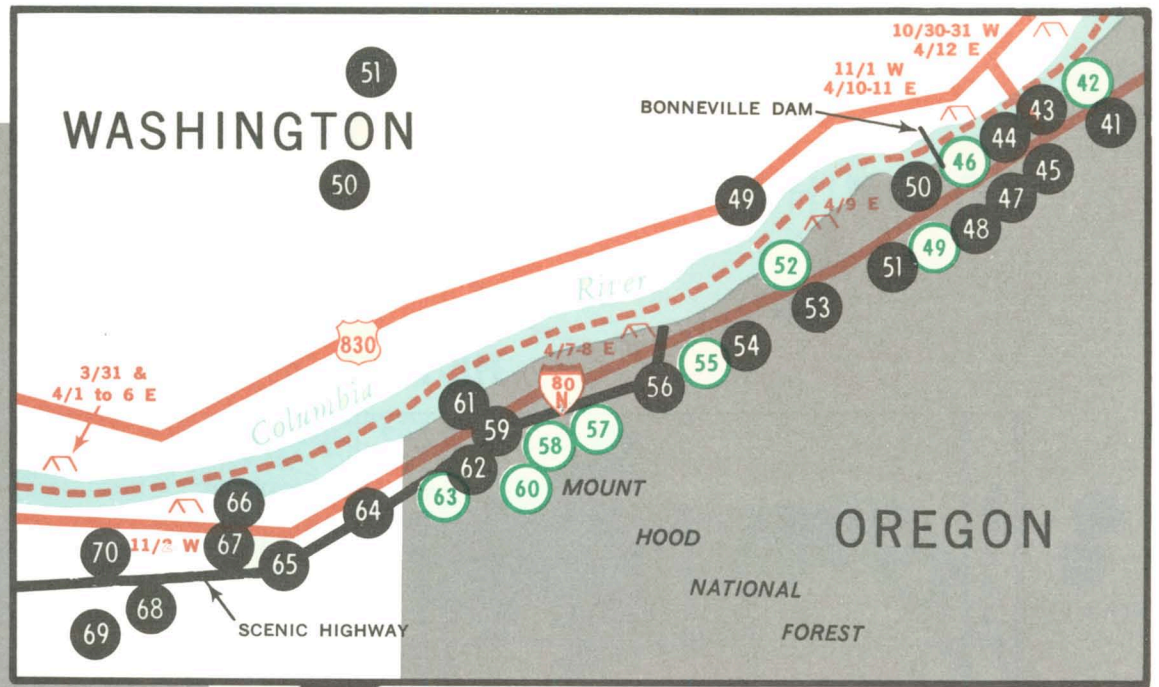 10/30-31 W
4/12 E
51
11/1 W
4/10-11 E
42
WASHINGTON
BONNEVILLE DAM
43
41
44
46
45
50
50
49
47
4/9 E
48
49
52
51
River
53
830
4/7-8 E
54
55
3/31 &
4/1 to 6 E
80
N
56
Columbia
61
59
57
58
62
60
63
MOUNT
66
64
HOOD
OREGON
11/2 W
67
70
65
NATIONAL
68
SCENIC HIGHWAY
69
FOREST